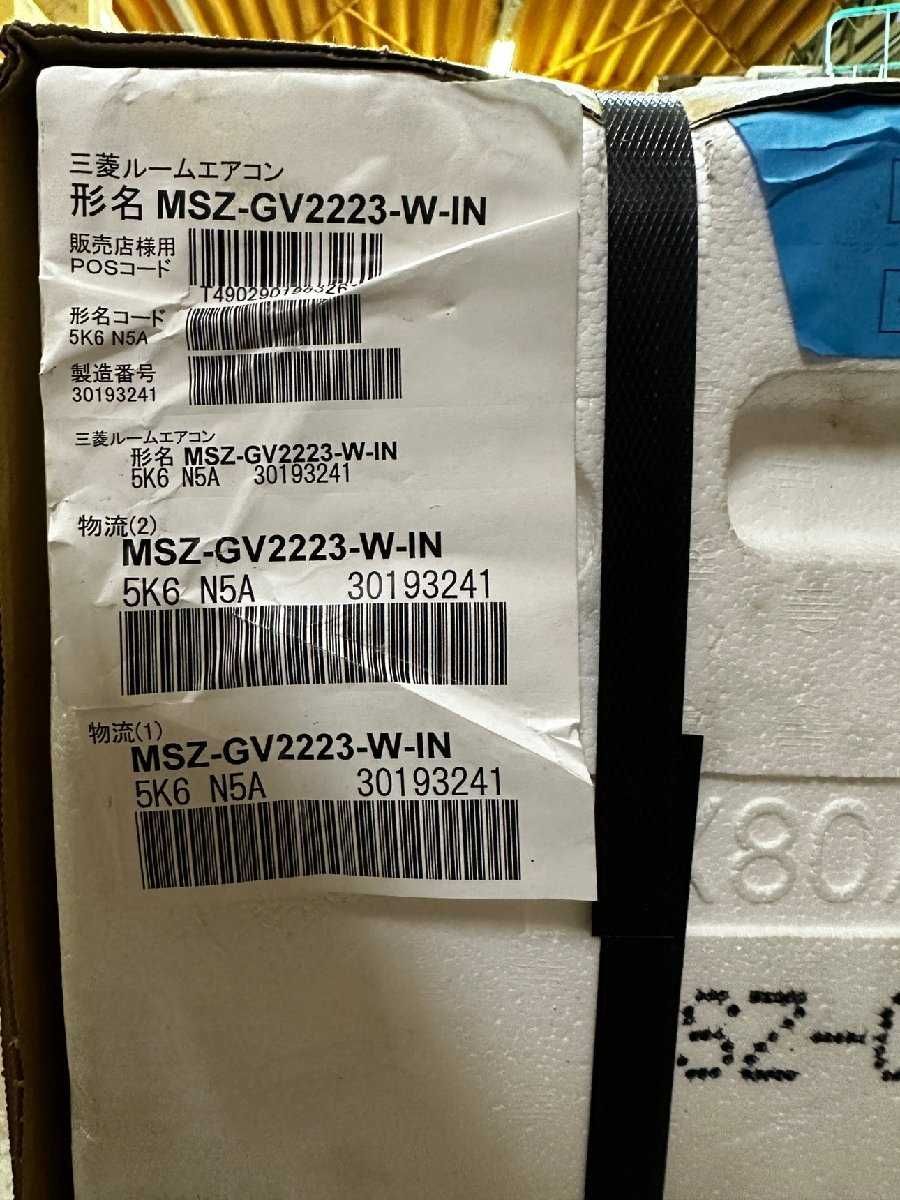 三菱ルームエアコン
形名 MSZ-GV2223-W-IN
販売店様用
POSコード
形名コード
5K6 N5A
製造番号
30193241
三菱ルームエアコン
形名 MSZ-GV2223-W-IN
5K6 N5A 30193241
物流(2)
MSZ-GV2223-W-IN
5K6 N5A 30193241
物流(1)
MSZ-GV2223-W-IN
5K6 N5A 30193241